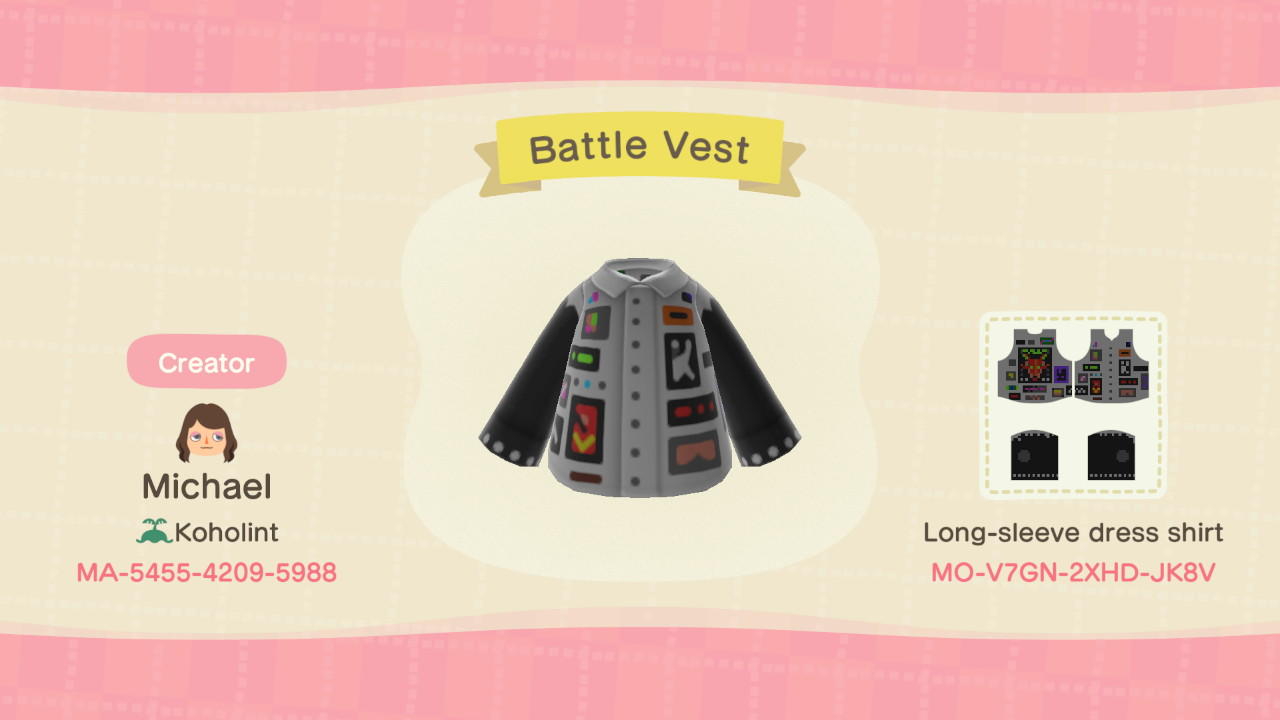 Battle Vest
Creator
Michael
Koholint
MA-5455-4209-5988
Long-sleeve dress shirt
MO-V7GN-2XHD-JK8V